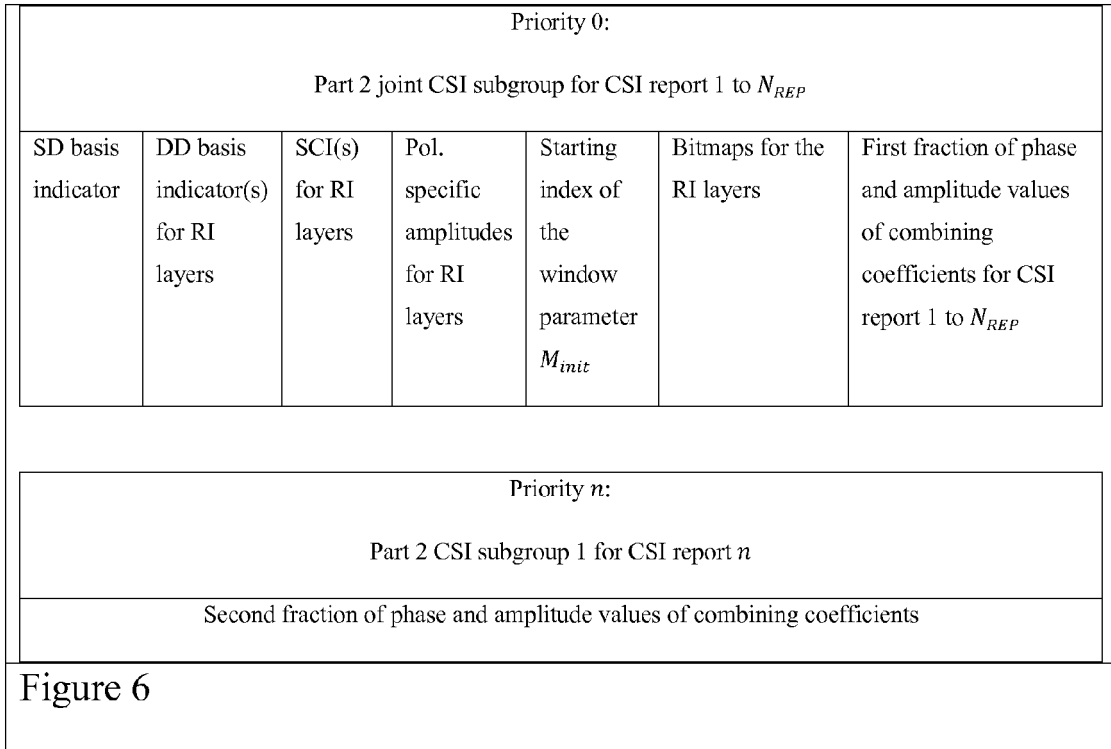 Priority 0:
Part 2 joint CSI subgroup for CSI report 1 to N_REP
SD basis
indicator
DD basis
indicator(s)
for RI
layers
SCI(s)
for RI
layers
Pol.
specific
amplitudes
for RI
layers
Starting
index of
the
window
parameter
M_init
Bitmaps for the
RI layers
First fraction of phase
and amplitude values
of combining
coefficients for CSI
report 1 to N_REP
Priority n:
Part 2 CSI subgroup 1 for CSI report n
Second fraction of phase and amplitude values of combining coefficients
Figure 6